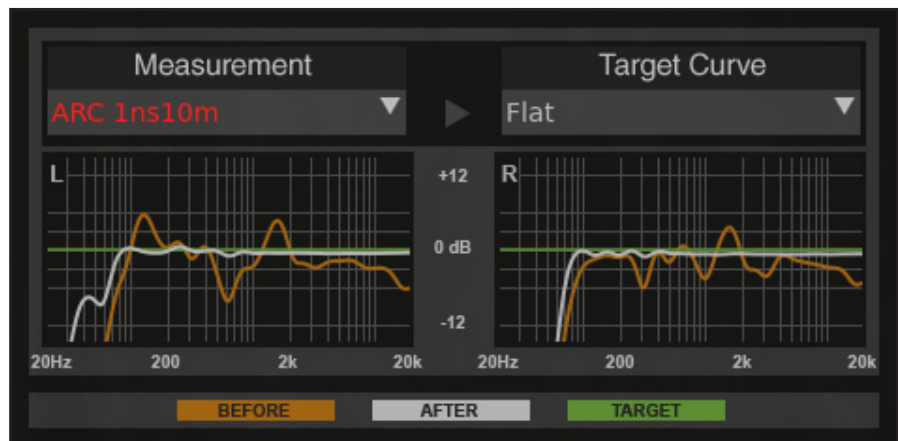 Measurement
Target Curve
ARC 1ns10m
Flat
L
+12
R
0 dB
-12
20Hz
200
2k
20k
20Hz
200
2k
20k
BEFORE
AFTER
TARGET